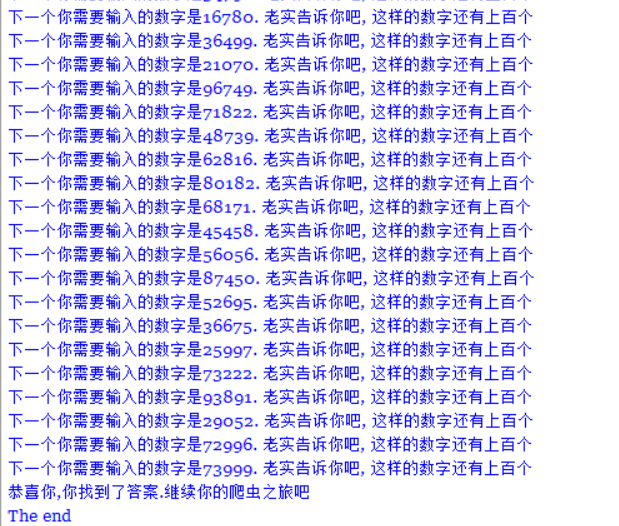 下一个你需要输入的数字是16780. 老实告诉你吧, 这样的数字还有上百个
下一个你需要输入的数字是36499. 老实告诉你吧, 这样的数字还有上百个
下一个你需要输入的数字是21070. 老实告诉你吧, 这样的数字还有上百个
下一个你需要输入的数字是96749. 老实告诉你吧, 这样的数字还有上百个
下一个你需要输入的数字是71822. 老实告诉你吧, 这样的数字还有上百个
下一个你需要输入的数字是48739. 老实告诉你吧, 这样的数字还有上百个
下一个你需要输入的数字是62816. 老实告诉你吧, 这样的数字还有上百个
下一个你需要输入的数字是80182. 老实告诉你吧, 这样的数字还有上百个
下一个你需要输入的数字是68171. 老实告诉你吧, 这样的数字还有上百个
下一个你需要输入的数字是45458. 老实告诉你吧, 这样的数字还有上百个
下一个你需要输入的数字是56056. 老实告诉你吧, 这样的数字还有上百个
下一个你需要输入的数字是87450. 老实告诉你吧, 这样的数字还有上百个
下一个你需要输入的数字是52695. 老实告诉你吧, 这样的数字还有上百个
下一个你需要输入的数字是36675. 老实告诉你吧, 这样的数字还有上百个
下一个你需要输入的数字是25997. 老实告诉你吧, 这样的数字还有上百个
下一个你需要输入的数字是73222. 老实告诉你吧, 这样的数字还有上百个
下一个你需要输入的数字是93891. 老实告诉你吧, 这样的数字还有上百个
下一个你需要输入的数字是29052. 老实告诉你吧, 这样的数字还有上百个
下一个你需要输入的数字是72996. 老实告诉你吧, 这样的数字还有上百个
下一个你需要输入的数字是73999. 老实告诉你吧, 这样的数字还有上百个
恭喜你,你找到了答案.继续你的爬虫之旅吧
The end